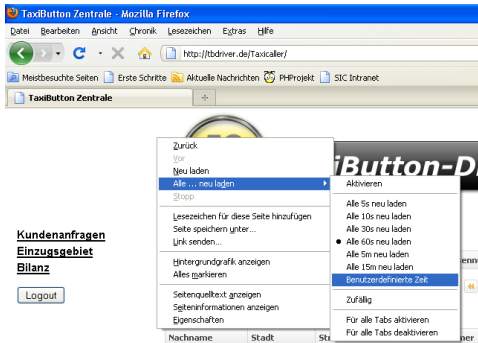 TaxiButton Zentrale - Mozilla Firefox
Datei Bearbeiten Ansicht Chronik Lesezeichen Extras Hilfe
http://tbdriver.de/Taxicaller/
Meistbesuchte Seiten Erste Schritte Aktuelle Nachrichten PHProjekt SIC Intranet
TaxiButton Zentrale
iButton-D
Zurück
Vor
Neu laden
Alle ... neu laden
Stopp
Lesezeichen für diese Seite hinzufügen
Seite speichern unter...
Link senden...
Hintergrundgrafik anzeigen
Alles markieren
Seitenquelltext anzeigen
Seiteninformationen anzeigen
Eigenschaften
Aktivieren
Alle 5s neu laden
Alle 10s neu laden
Alle 30s neu laden
Alle 60s neu laden
Alle 5m neu laden
Alle 15m neu laden
Benutzerdefinierte Zeit
Zufällig
Für alle Tabs aktivieren
Für alle Tabs deaktivieren
Kundenanfragen
Einzugsgebiet
Bilanz
Logout
Nachname Stadt St